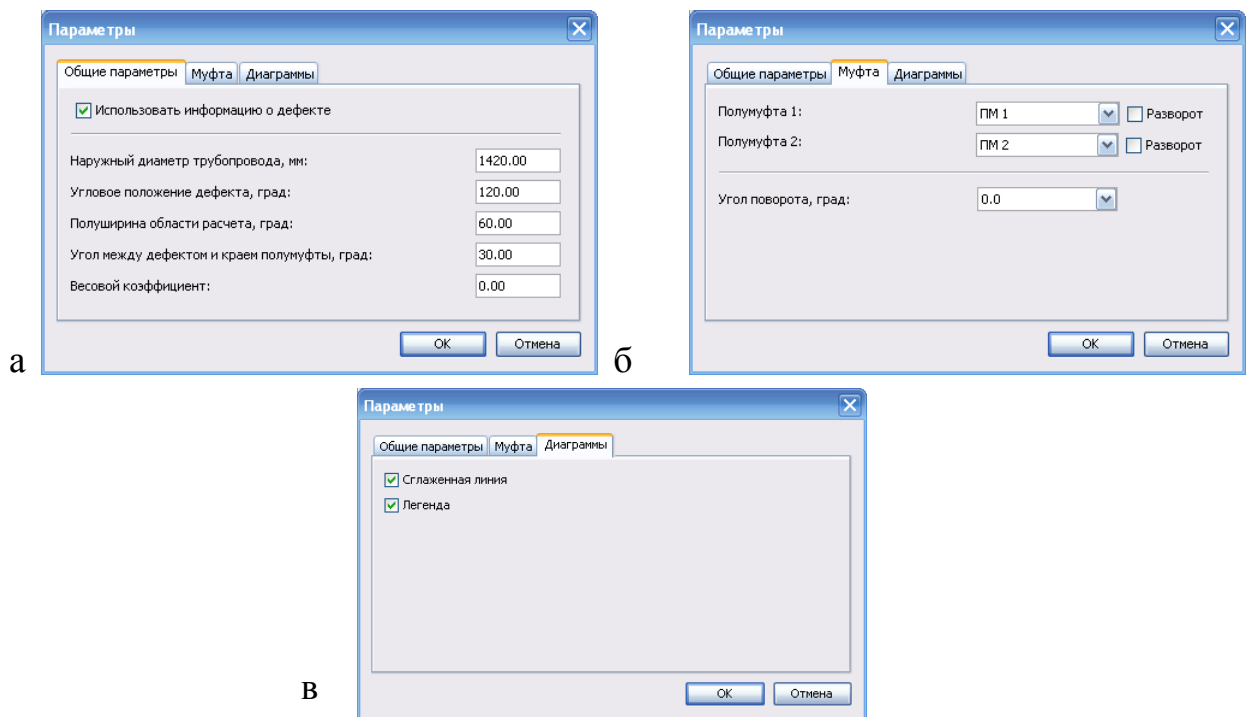 Параметры
Общие параметры Муфта Диаграммы
Использовать информацию о дефекте
Наружный диаметр трубопровода, мм: 1420.00
Угловое положение дефекта, град: 120.00
Полуширина области расчета, град: 60.00
Угол между дефектом и краем полумуфты, град: 30.00
Весовой коэффициент: 0.00
OK Отмена
а
Параметры
Общие параметры Муфта Диаграммы
Полумуфта 1: ПМ 1 Разворот
Полумуфта 2: ПМ 2 Разворот
Угол поворота, град: 0.0
OK Отмена
б
Параметры
Общие параметры Муфта Диаграммы
Сглаженная линия
Легенда
OK Отмена
в